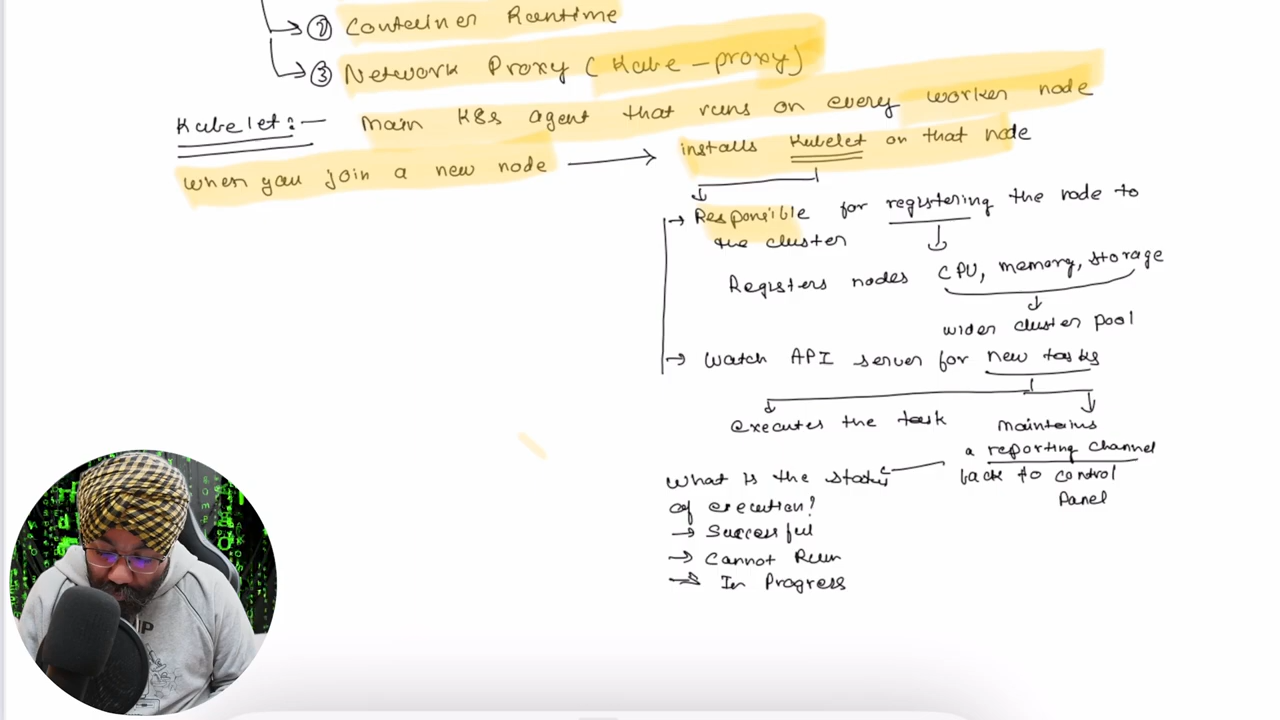 ② Container Runtime
③ Network Proxy (Kube-proxy)
Kubelet:- main K8s agent that runs on every worker node
when you join a new node → installs Kubelet on that node
→ Responsible for registering the node to
the cluster
Registers nodes CPU, memory, storage
wider cluster pool
→ Watch API server for new tasks
executes the task
maintains
a reporting channel
back to control
Panel
What is the status
of execution?
→ Successful
→ Cannot Run
→ In Progress